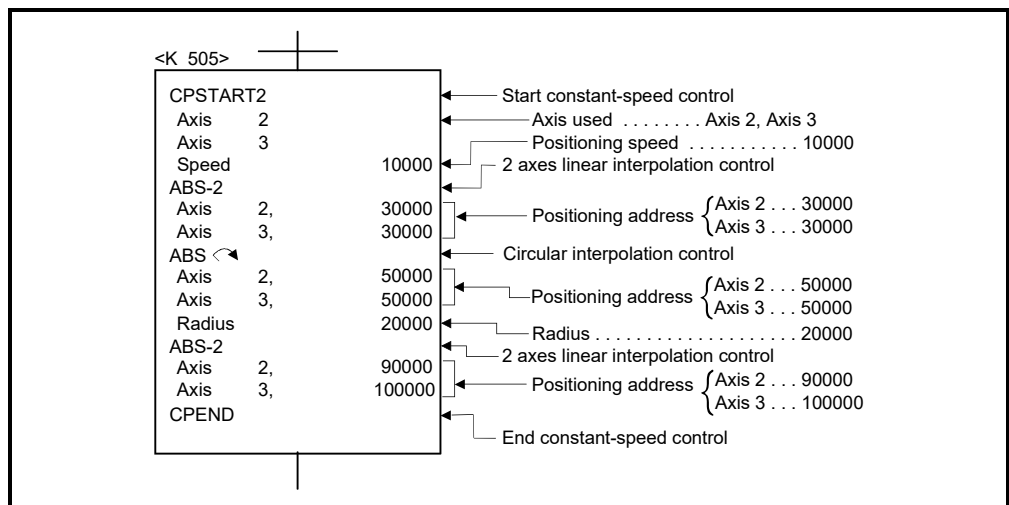 <K 505>
CPSTART2 Start constant-speed control
Axis 2 Axis used . . . . . . . . Axis 2, Axis 3
Axis 3 Positioning speed . . . . . . . . . . . 10000
Speed 10000 2 axes linear interpolation control
ABS-2
Axis 2, 30000 Positioning address { Axis 2 . . . 30000
Axis 3, 30000 Axis 3 . . . 30000
ABS Circular interpolation control
Axis 2, 50000 Positioning address { Axis 2 . . . 50000
Axis 3, 50000 Axis 3 . . . 50000
Radius 20000 Radius . . . . . . . . . . . . . . . . . . . . . 20000
ABS-2 2 axes linear interpolation control
Axis 2, 90000 Positioning address { Axis 2 . . . 90000
Axis 3, 100000 Axis 3 . . . 100000
CPEND
End constant-speed control